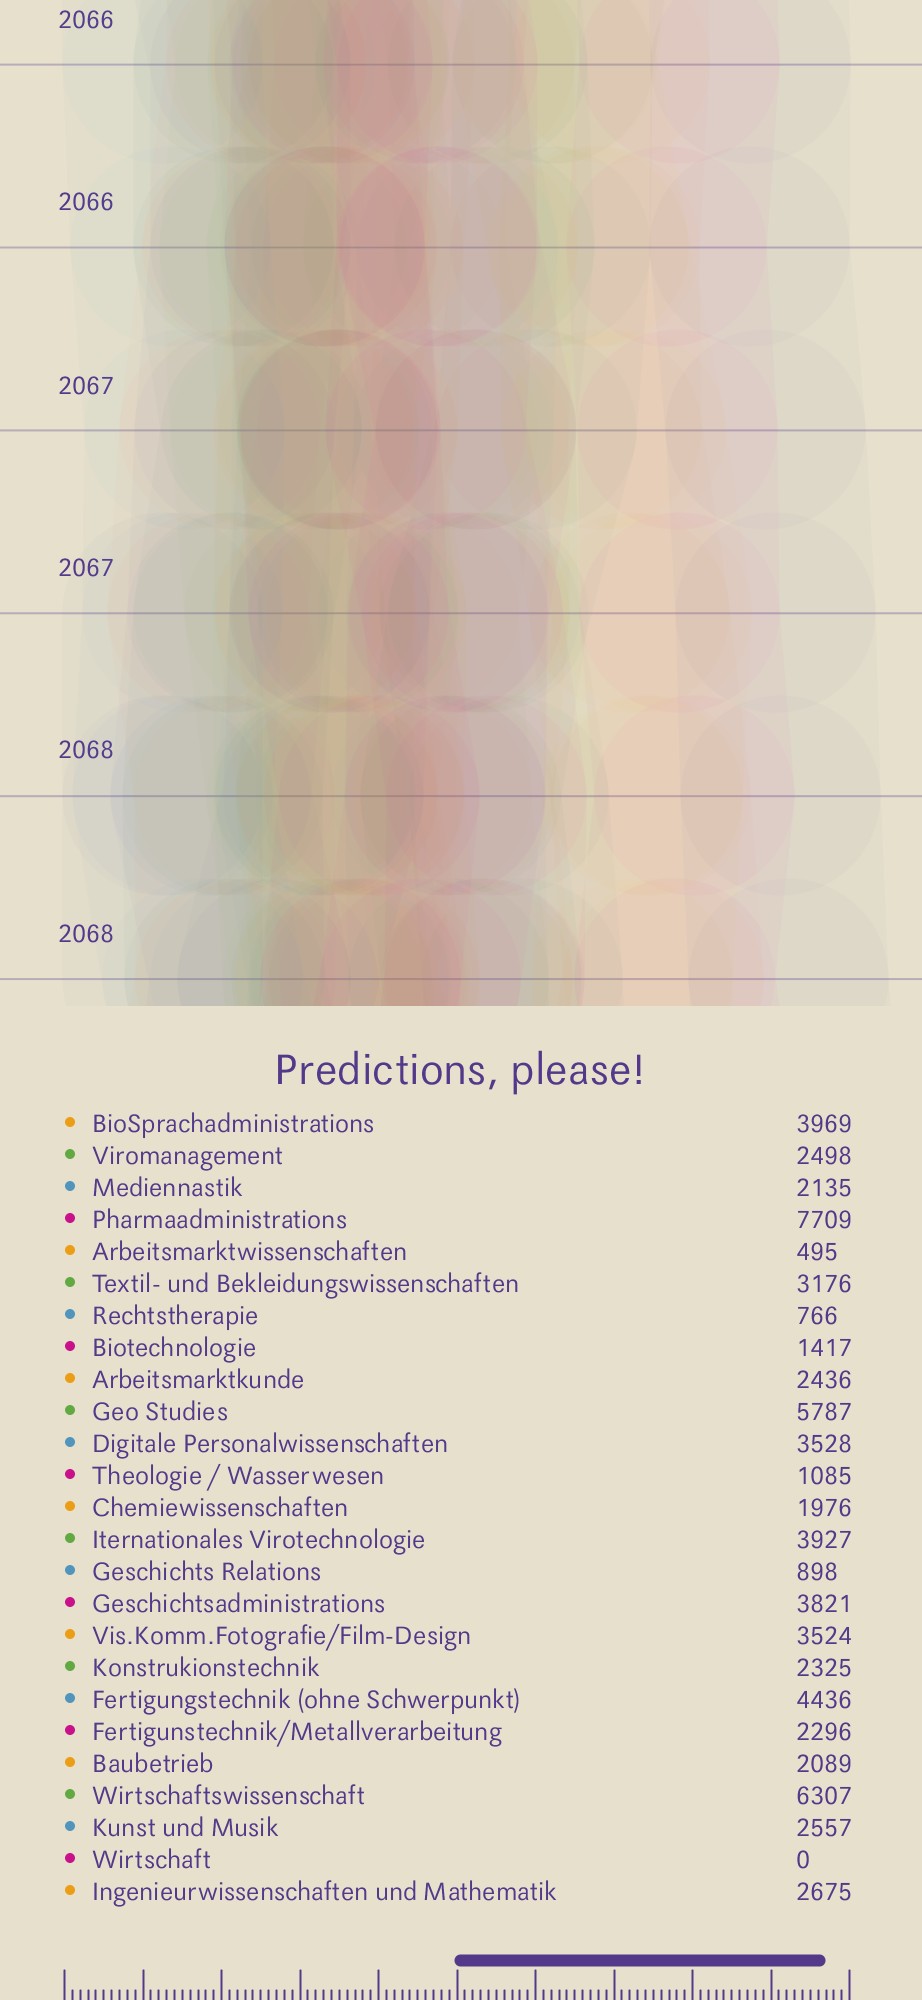 2066
2066
2067
2067
2068
2068
Predictions, please!
BioSprachadministrations 3969
Viromanagement 2498
Mediennastik 2135
Pharmaadministrations 7709
Arbeitsmarktwissenschaften 495
Textil- und Bekleidungswissenschaften 3176
Rechtstherapie 766
Biotechnologie 1417
Arbeitsmarktkunde 2436
Geo Studies 5787
Digitale Personalwissenschaften 3528
Theologie / Wasserwesen 1085
Chemiewissenschaften 1976
Iternationales Virotechnologie 3927
Geschichts Relations 898
Geschichtsadministrations 3821
Vis.Komm.Fotografie/Film-Design 3524
Konstrukionstechnik 2325
Fertigungstechnik (ohne Schwerpunkt) 4436
Fertigunstechnik/Metallverarbeitung 2296
Baubetrieb 2089
Wirtschaftswissenschaft 6307
Kunst und Musik 2557
Wirtschaft 0
Ingenieurwissenschaften und Mathematik 2675